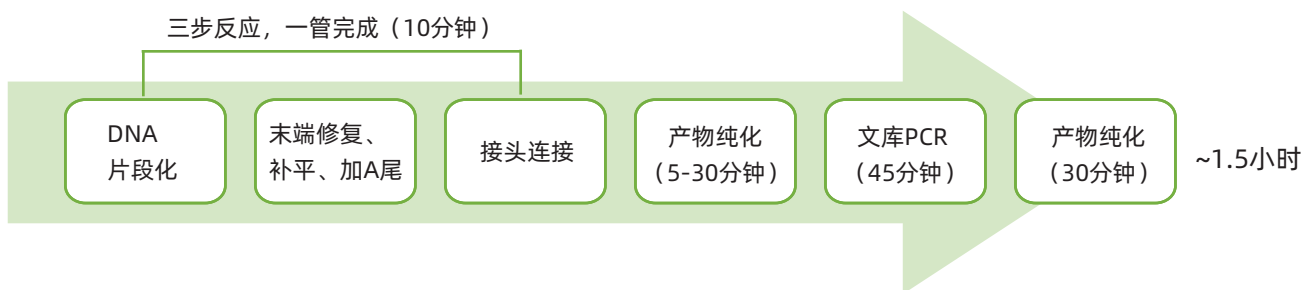 三步反应，一管完成（10分钟）
DNA
片段化
末端修复、
补平、加A尾
接头连接
产物纯化
（5-30分钟）
文库PCR
（45分钟）
产物纯化
（30分钟）
~1.5小时